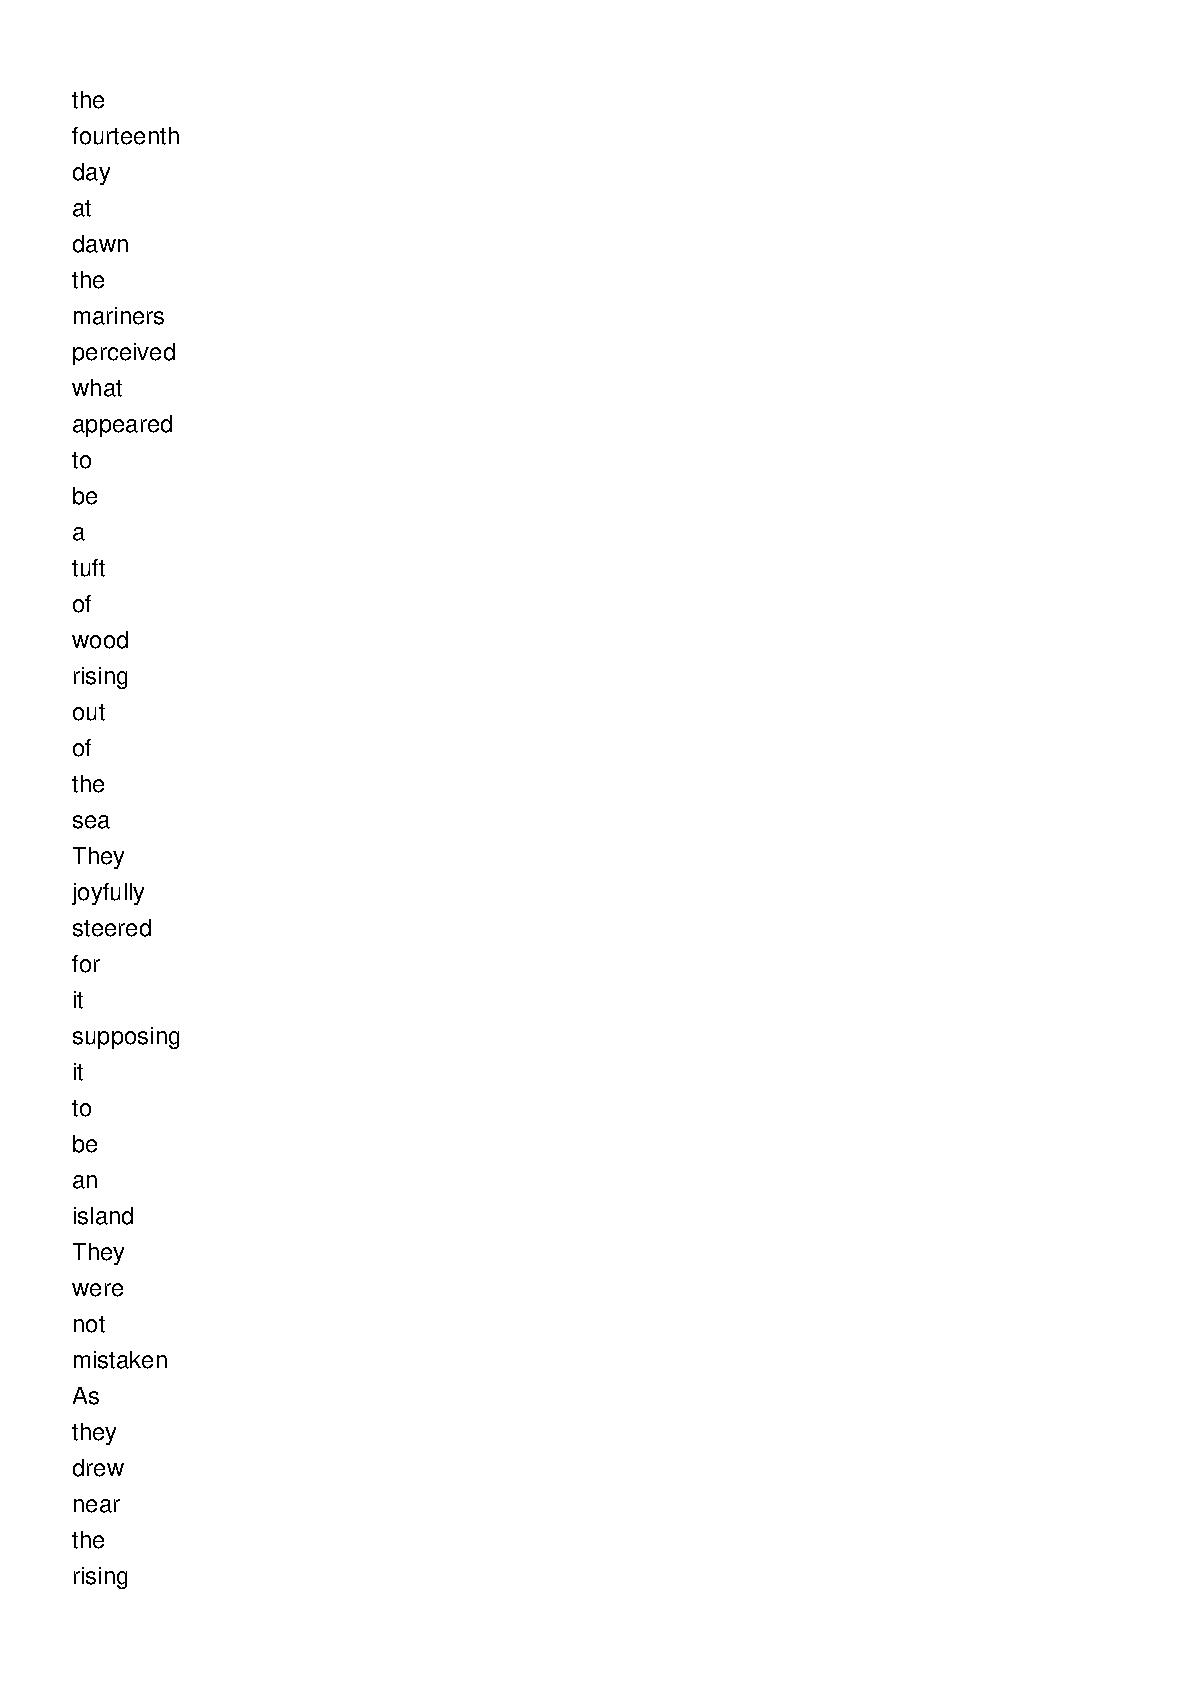 the
fourteenth
day
at
dawn
the
mariners
perceived
what
appeared
to
be
a
tuft
of
wood
rising
out
of
the
sea
They
joyfully
steered
for
it
supposing
it
to
be
an
island
They
were
not
mistaken
As
they
drew
near
the
rising